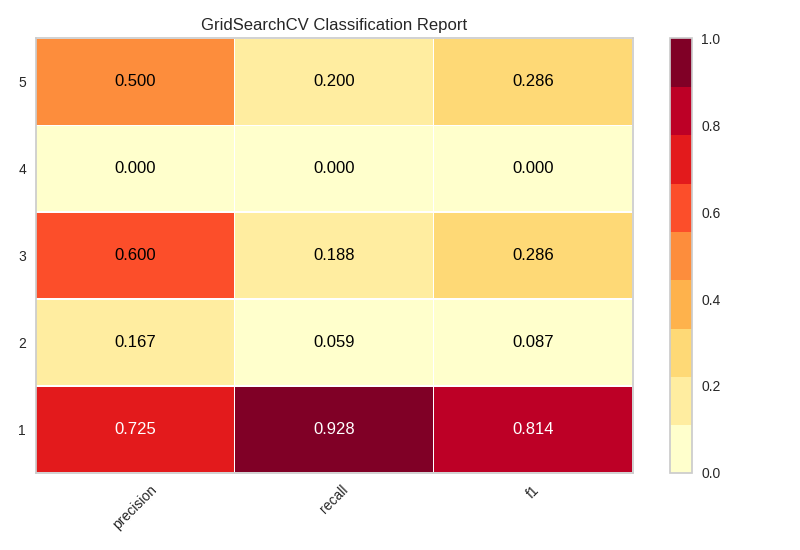 GridSearchCV Classification Report
5 0.500 0.200 0.286
4 0.000 0.000 0.000
3 0.600 0.188 0.286
2 0.167 0.059 0.087
1 0.725 0.928 0.814
precision recall f1
1.0
0.8
0.6
0.4
0.2
0.0